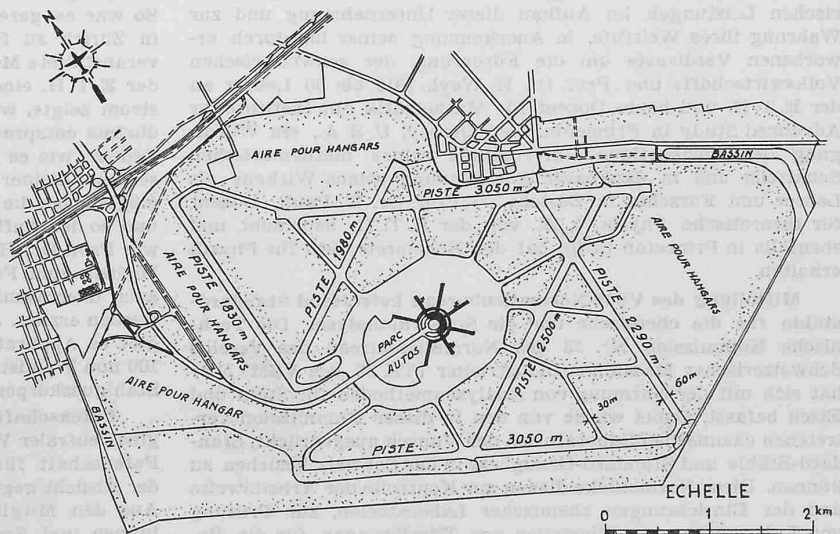 N
AIRE POUR HANGARS
BASSIN
PISTE 3050 m
PISTE 1980 m
AIRE POUR HANGARS
PISTE 1830 m
AIRE POUR HANGARS
PISTE 2290 m
PISTE 2500 m
PARC
AUTOS
60m
30m
AIRE POUR HANGAR
BASSIN
PISTE 3050 m
ECHELLE
0 1 2 km